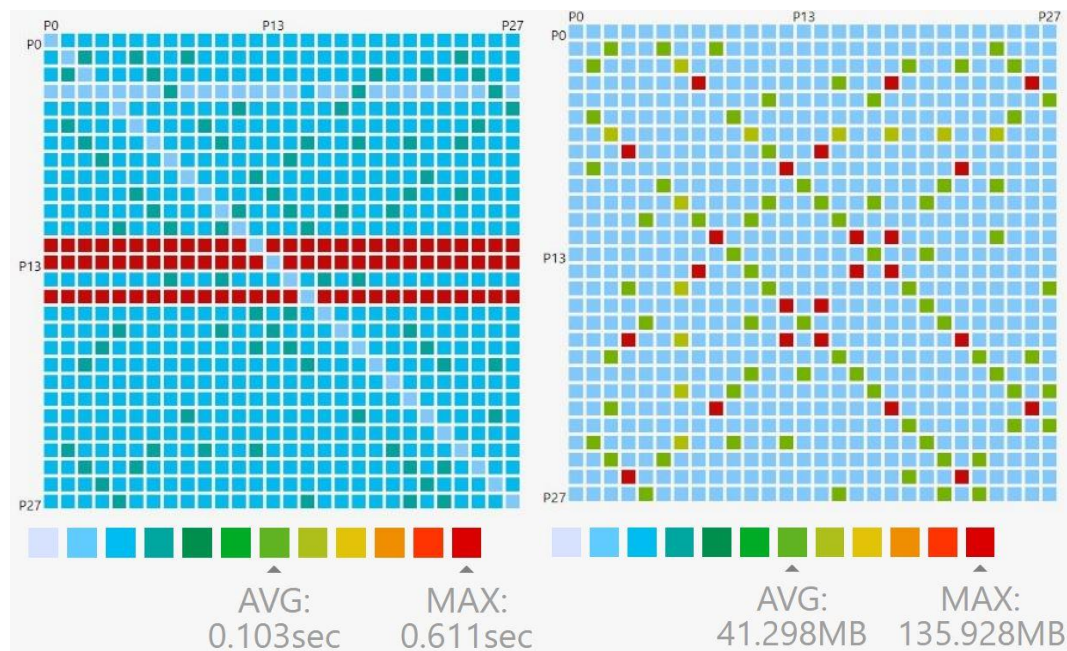 P0 P13 P27
P0
P13
P27
AVG: MAX:
0.103sec 0.611sec
P0 P13 P27
P0
P13
P27
AVG: MAX:
41.298MB 135.928MB